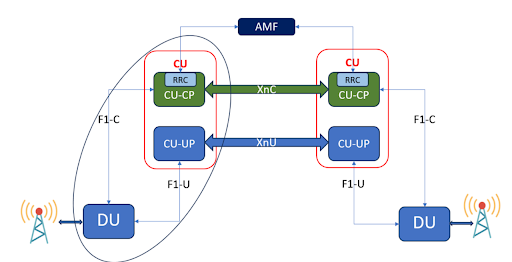 AMF
CU
CU
RRC
RRC
CU-CP
XnC
CU-CP
F1-C
F1-C
CU-UP
XnU
CU-UP
F1-U
F1-U
DU
DU